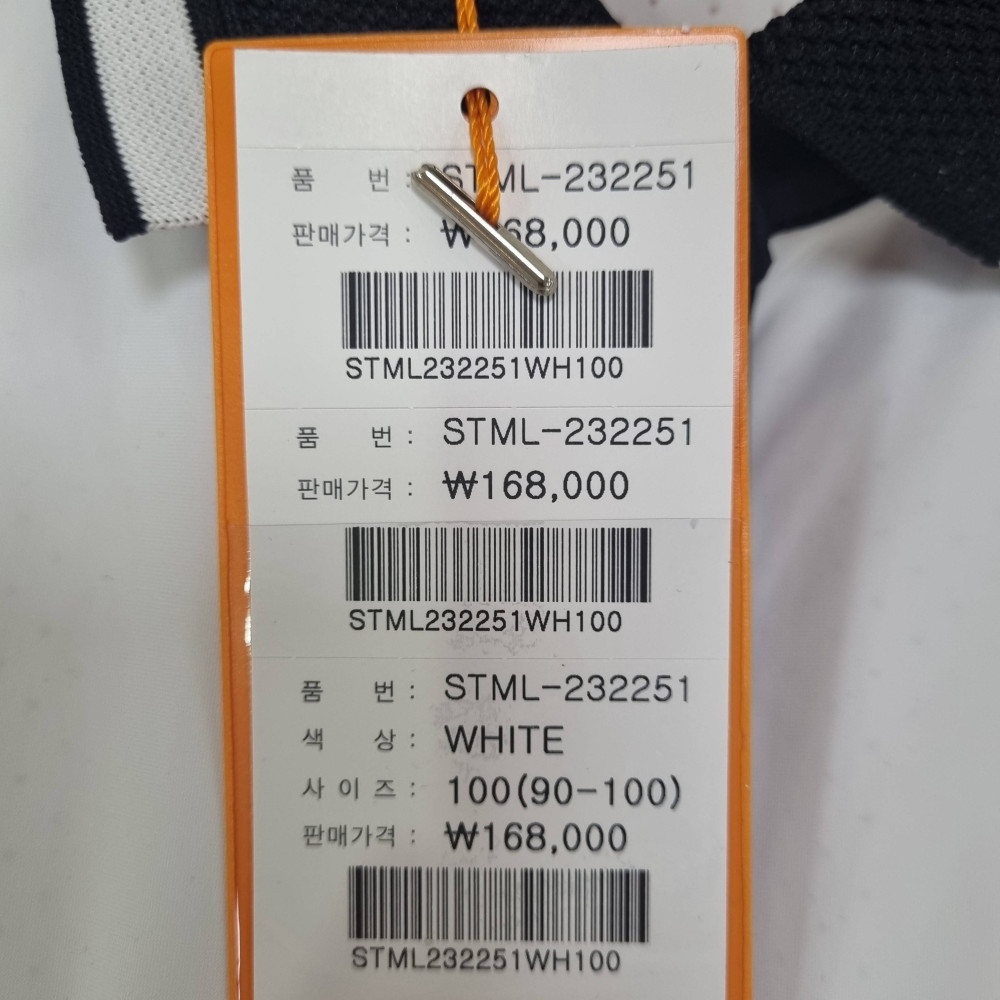 품 번 : STML-232251
판매가격 : ₩168,000
STML232251WH100
품 번 : STML-232251
판매가격 : ₩168,000
STML232251WH100
품 번 : STML-232251
색 상 : WHITE
사 이 즈 : 100(90-100)
판매가격 : ₩168,000
STML232251WH100